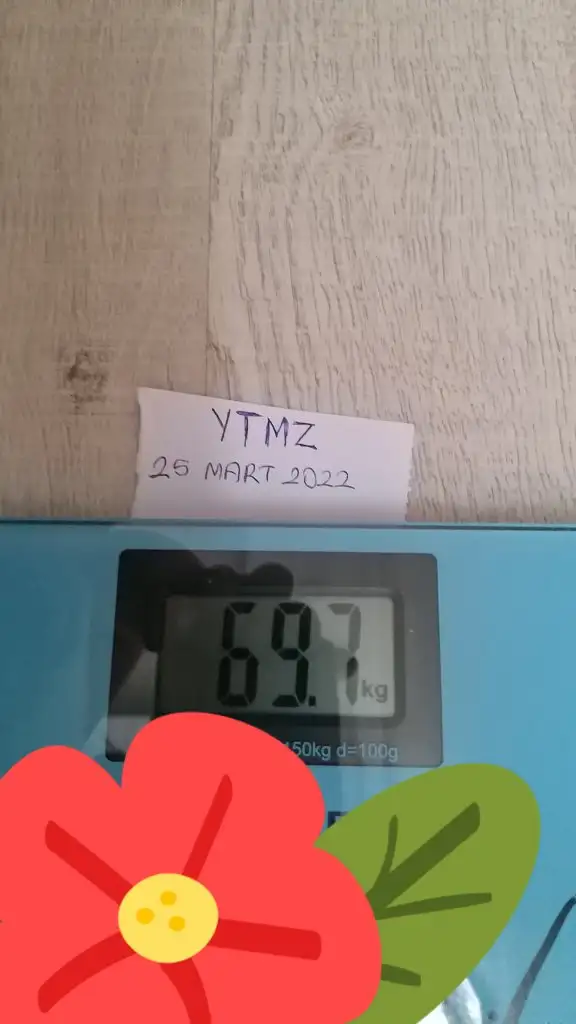 YTMZ
25 MART 2022
69.7 kg
150kg d=100g